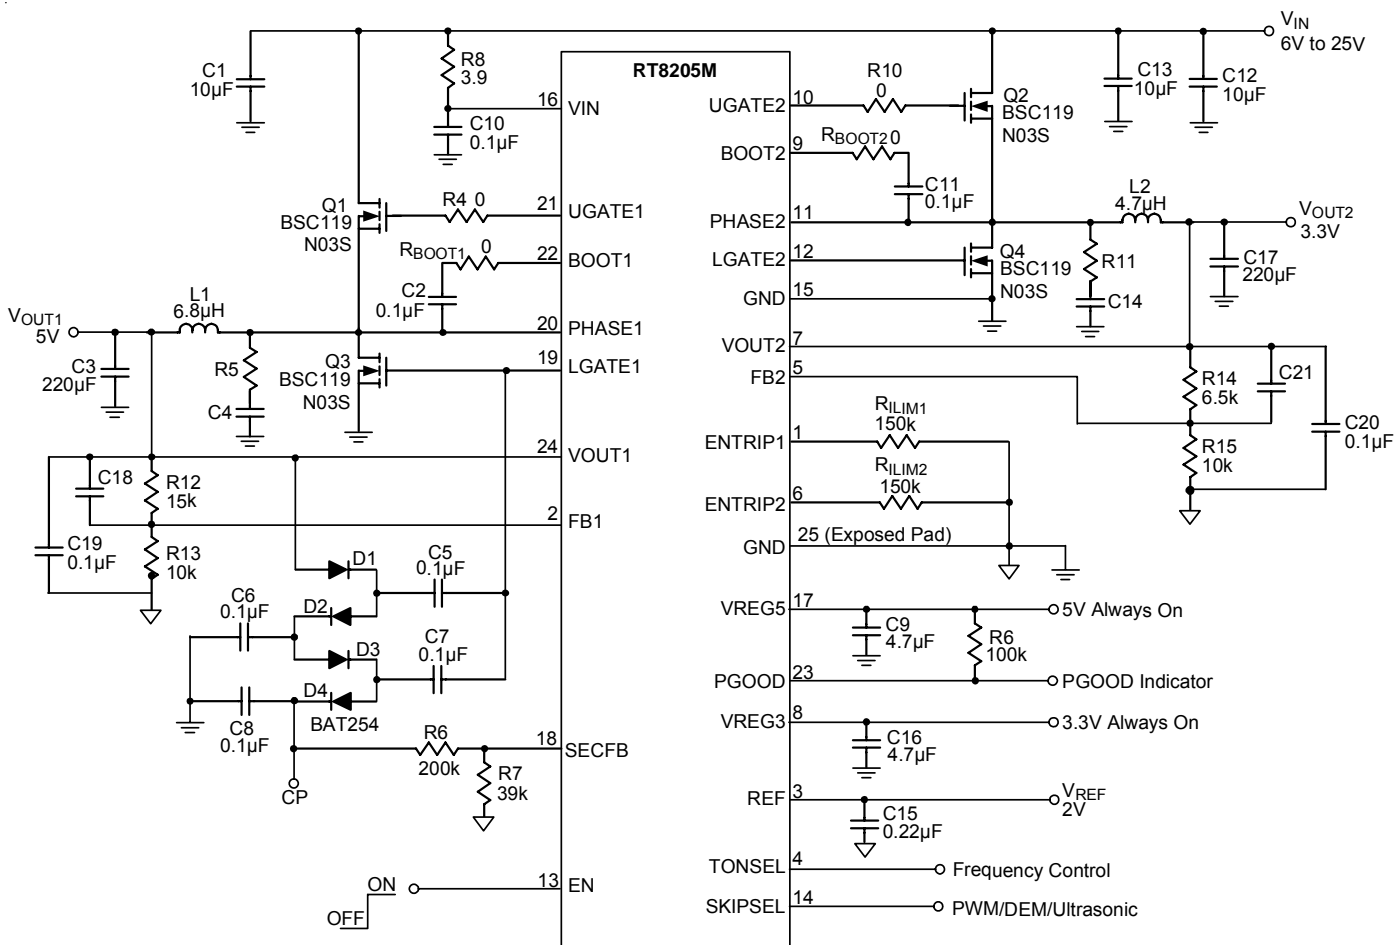 V_IN
6V to 25V
RT8205M
C1
10µF
R8
3.9
16
VIN
C10
0.1µF
Q1
BSC119
N03S
R4 0
21
UGATE1
R_BOOT1 0
22
BOOT1
C2
0.1µF
V_OUT1
5V
L1
6.8µH
20
PHASE1
C3
220µF
R5
C4
Q3
BSC119
N03S
19
LGATE1
24
VOUT1
C18
R12
15k
2
FB1
C19
0.1µF
R13
10k
D1
C5
0.1µF
C6
0.1µF
D2
D3
C7
0.1µF
D4
BAT254
C8
0.1µF
R6
200k
18
SECFB
R7
39k
CP
ON
OFF
13
EN
UGATE2
10
R10
0
Q2
BSC119
N03S
C13
10µF
C12
10µF
BOOT2
9
R_BOOT2 0
C11
0.1µF
PHASE2
11
L2
4.7µH
V_OUT2
3.3V
LGATE2
12
Q4
BSC119
N03S
R11
C14
C17
220µF
GND
15
VOUT2
7
FB2
5
R14
6.5k
C21
R15
10k
C20
0.1µF
ENTRIP1
1
R_ILIM1
150k
ENTRIP2
6
R_ILIM2
150k
GND
25 (Exposed Pad)
VREG5
17
5V Always On
C9
4.7µF
R6
100k
PGOOD
23
PGOOD Indicator
VREG3
8
3.3V Always On
C16
4.7µF
REF
3
V_REF
2V
C15
0.22µF
TONSEL
4
Frequency Control
SKIPSEL
14
PWM/DEM/Ultrasonic